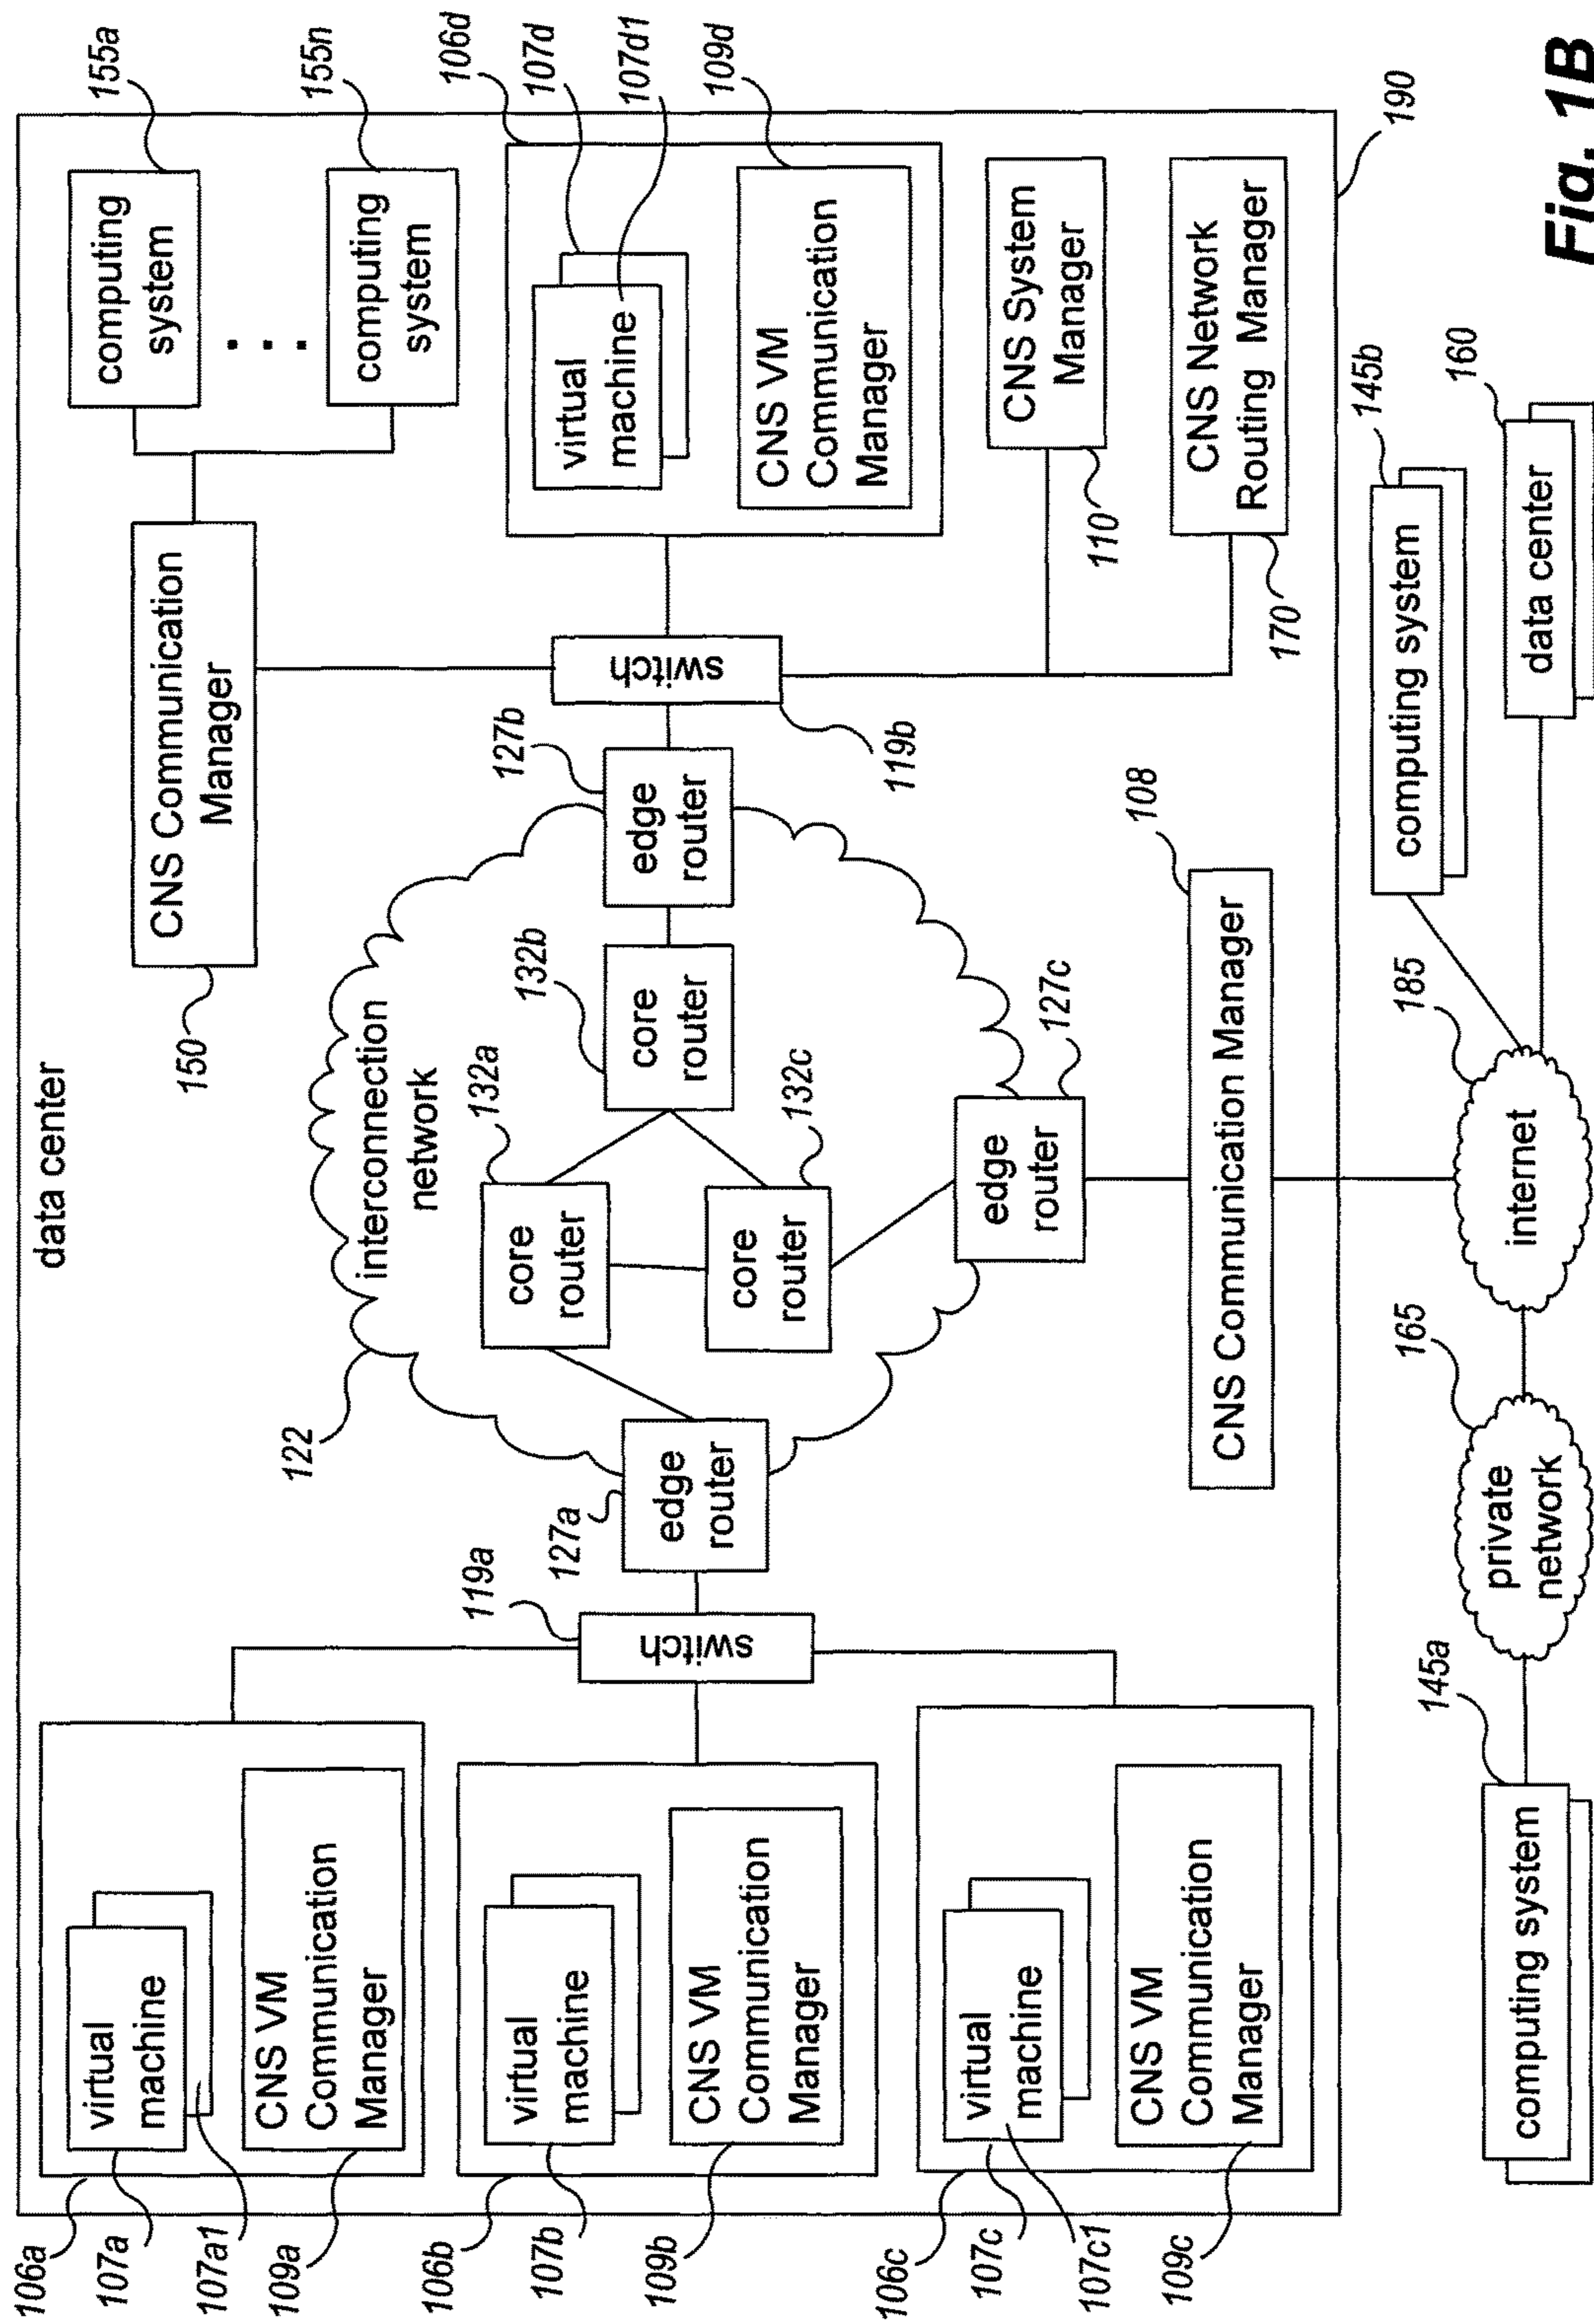 data center
106a
107a
107a1
109a
virtual
machine
CNS VM
Communication
Manager
106b
107b
109b
virtual
machine
CNS VM
Communication
Manager
106c
107c
107c1
109c
virtual
machine
CNS VM
Communication
Manager
119a
switch
127a
edge
router
122
interconnection
network
132a
core
router
132b
core
router
132c
core
router
127b
edge
router
127c
edge
router
150
CNS Communication
Manager
119b
switch
108
CNS Communication Manager
computing
system
155a
computing
system
155n
106d
107d
107d1
109d
virtual
machine
CNS VM
Communication
Manager
CNS System
Manager
110
CNS Network
Routing Manager
170
190
145a
computing system
165
private
network
185
internet
145b
computing system
160
data center
Fig. 1B